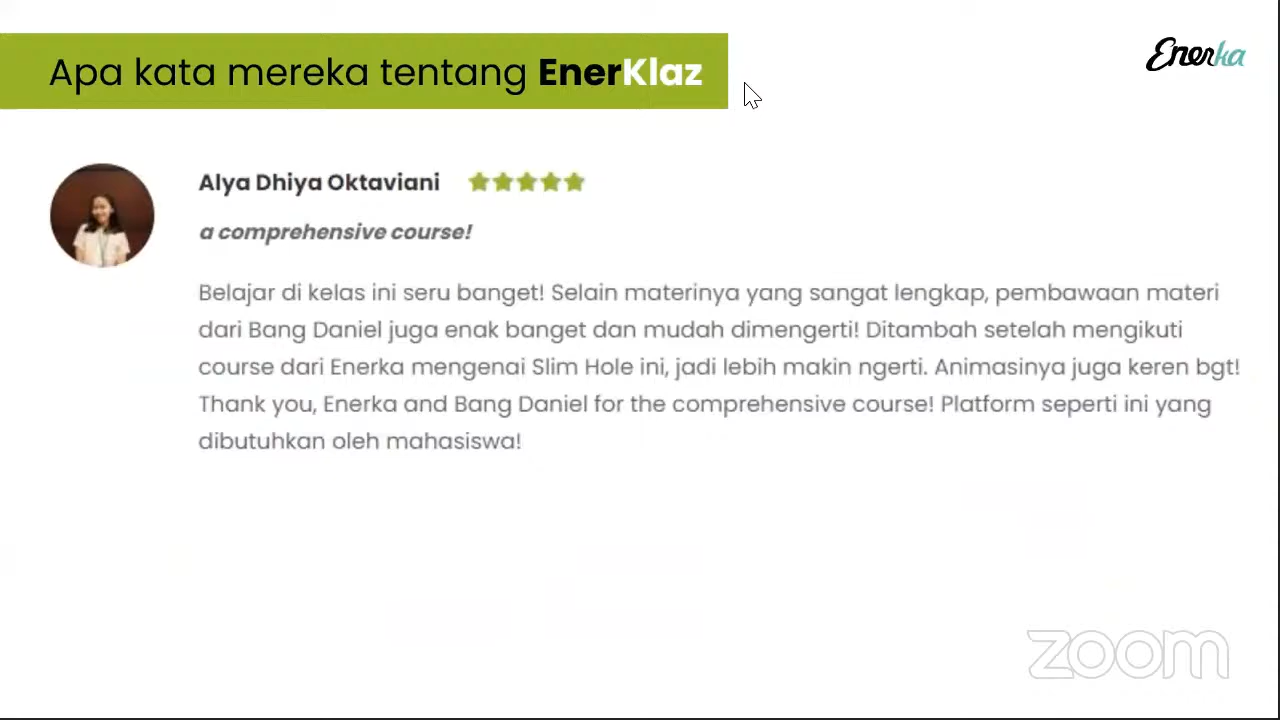 Apa kata mereka tentang EnerKlaz
Enerka
Alya Dhiya Oktaviani
a comprehensive course!
Belajar di kelas ini seru banget! Selain materinya yang sangat lengkap, pembawaan materi
dari Bang Daniel juga enak banget dan mudah dimengerti! Ditambah setelah mengikuti
course dari Enerka mengenai Slim Hole ini, jadi lebih makin ngerti. Animasinya juga keren bgt!
Thank you, Enerka and Bang Daniel for the comprehensive course! Platform seperti ini yang
dibutuhkan oleh mahasiswa!
zoom